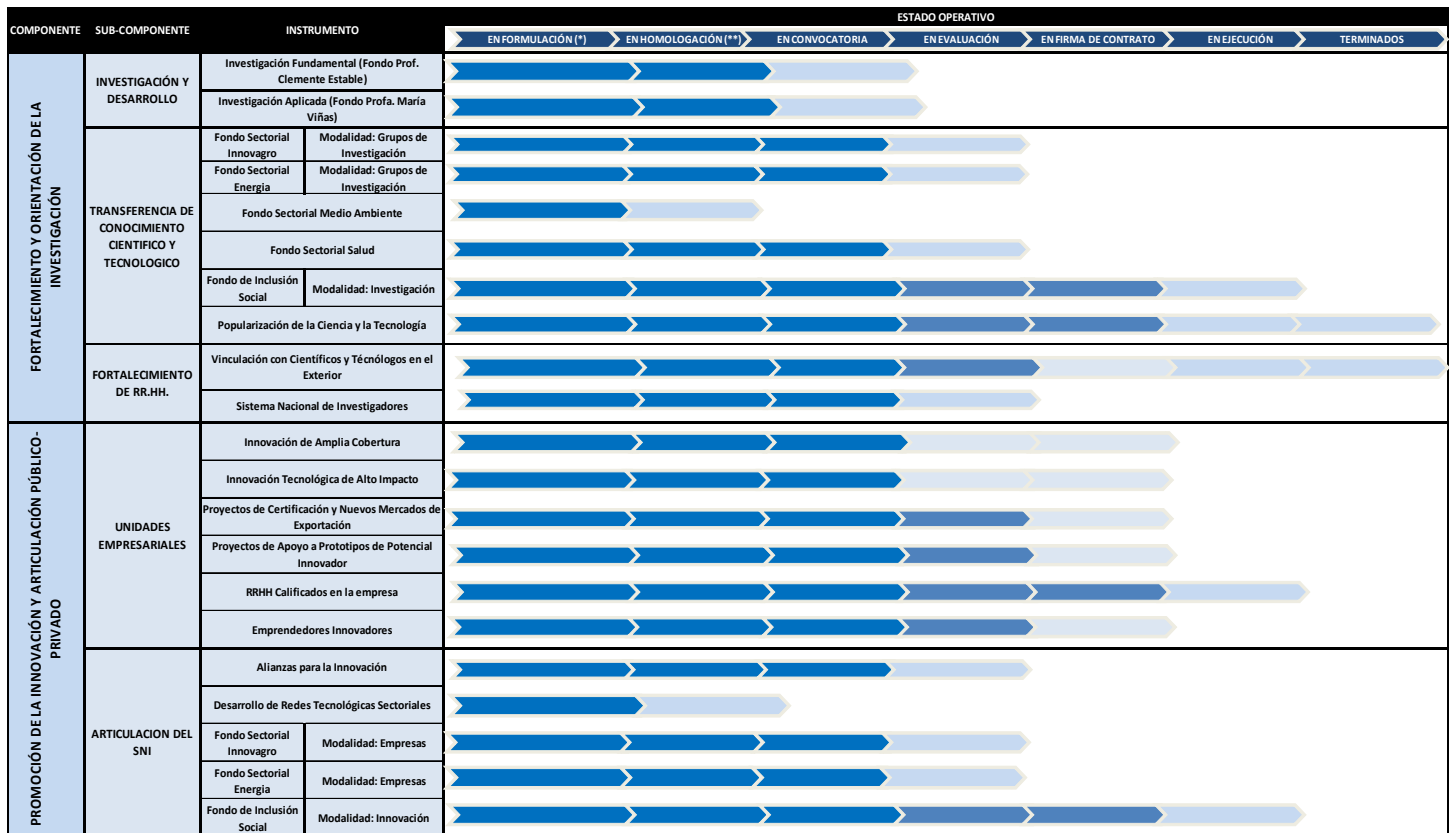 ESTADO OPERATIVO
COMPONENTE
SUB-COMPONENTE
INSTRUMENTO
EN FORMULACIÓN (*)
EN HOMOLOGACIÓN (**)
EN CONVOCATORIA
EN EVALUACIÓN
EN FIRMA DE CONTRATO
EN EJECUCIÓN
TERMINADOS
FORTALECIMIENTO Y ORIENTACIÓN DE LA
INVESTIGACIÓN
INVESTIGACIÓN Y
DESARROLLO
Investigación Fundamental (Fondo Prof.
Clemente Estable)
Investigación Aplicada (Fondo Profa. María
Viñas)
TRANSFERENCIA DE
CONOCIMIENTO
CIENTIFICO Y
TECNOLOGICO
Fondo Sectorial
Innovagro
Modalidad: Grupos de
Investigación
Fondo Sectorial
Energia
Modalidad: Grupos de
Investigación
Fondo Sectorial Medio Ambiente
Fondo Sectorial Salud
Fondo de Inclusión
Social
Modalidad: Investigación
Popularización de la Ciencia y la Tecnología
FORTALECIMIENTO
DE RR.HH.
Vinculación con Científicos y Técnólogos en el
Exterior
Sistema Nacional de Investigadores
PROMOCIÓN DE LA INNOVACIÓN Y ARTICULACIÓN PÚBLICO-
PRIVADO
UNIDADES
EMPRESARIALES
Innovación de Amplia Cobertura
Innovación Tecnológica de Alto Impacto
Proyectos de Certificación y Nuevos Mercados de
Exportación
Proyectos de Apoyo a Prototipos de Potencial
Innovador
RRHH Calificados en la empresa
Emprendedores Innovadores
ARTICULACION DEL
SNI
Alianzas para la Innovación
Desarrollo de Redes Tecnológicas Sectoriales
Fondo Sectorial
Innovagro
Modalidad: Empresas
Fondo Sectorial
Energia
Modalidad: Empresas
Fondo de Inclusión
Social
Modalidad: Innovación